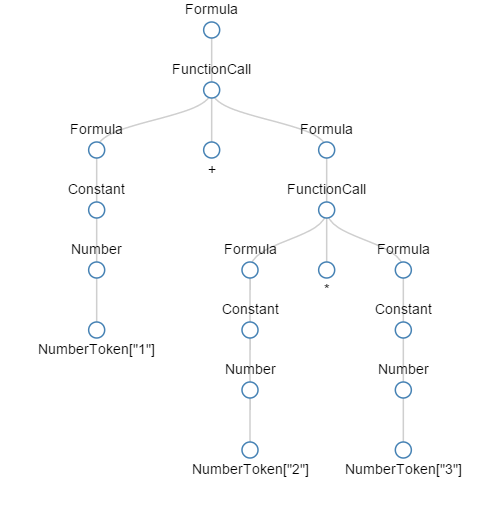 Formula
FunctionCall
Formula
Formula
+
Constant
FunctionCall
Number
Formula
Formula
*
Constant
Constant
NumberToken["1"]
Number
Number
NumberToken["2"]
NumberToken["3"]